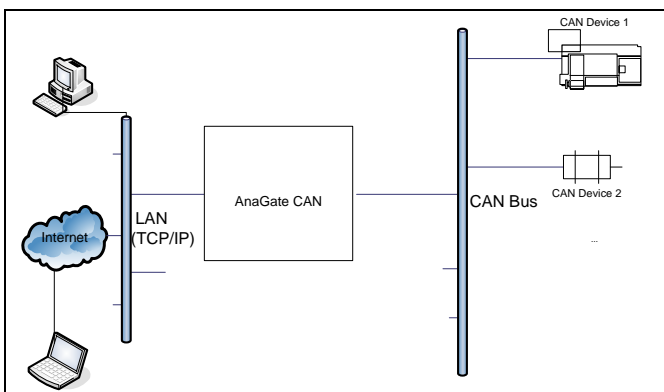 CAN Device 1
AnaGate CAN
CAN Bus
CAN Device 2
LAN
(TCP/IP)
Internet
...